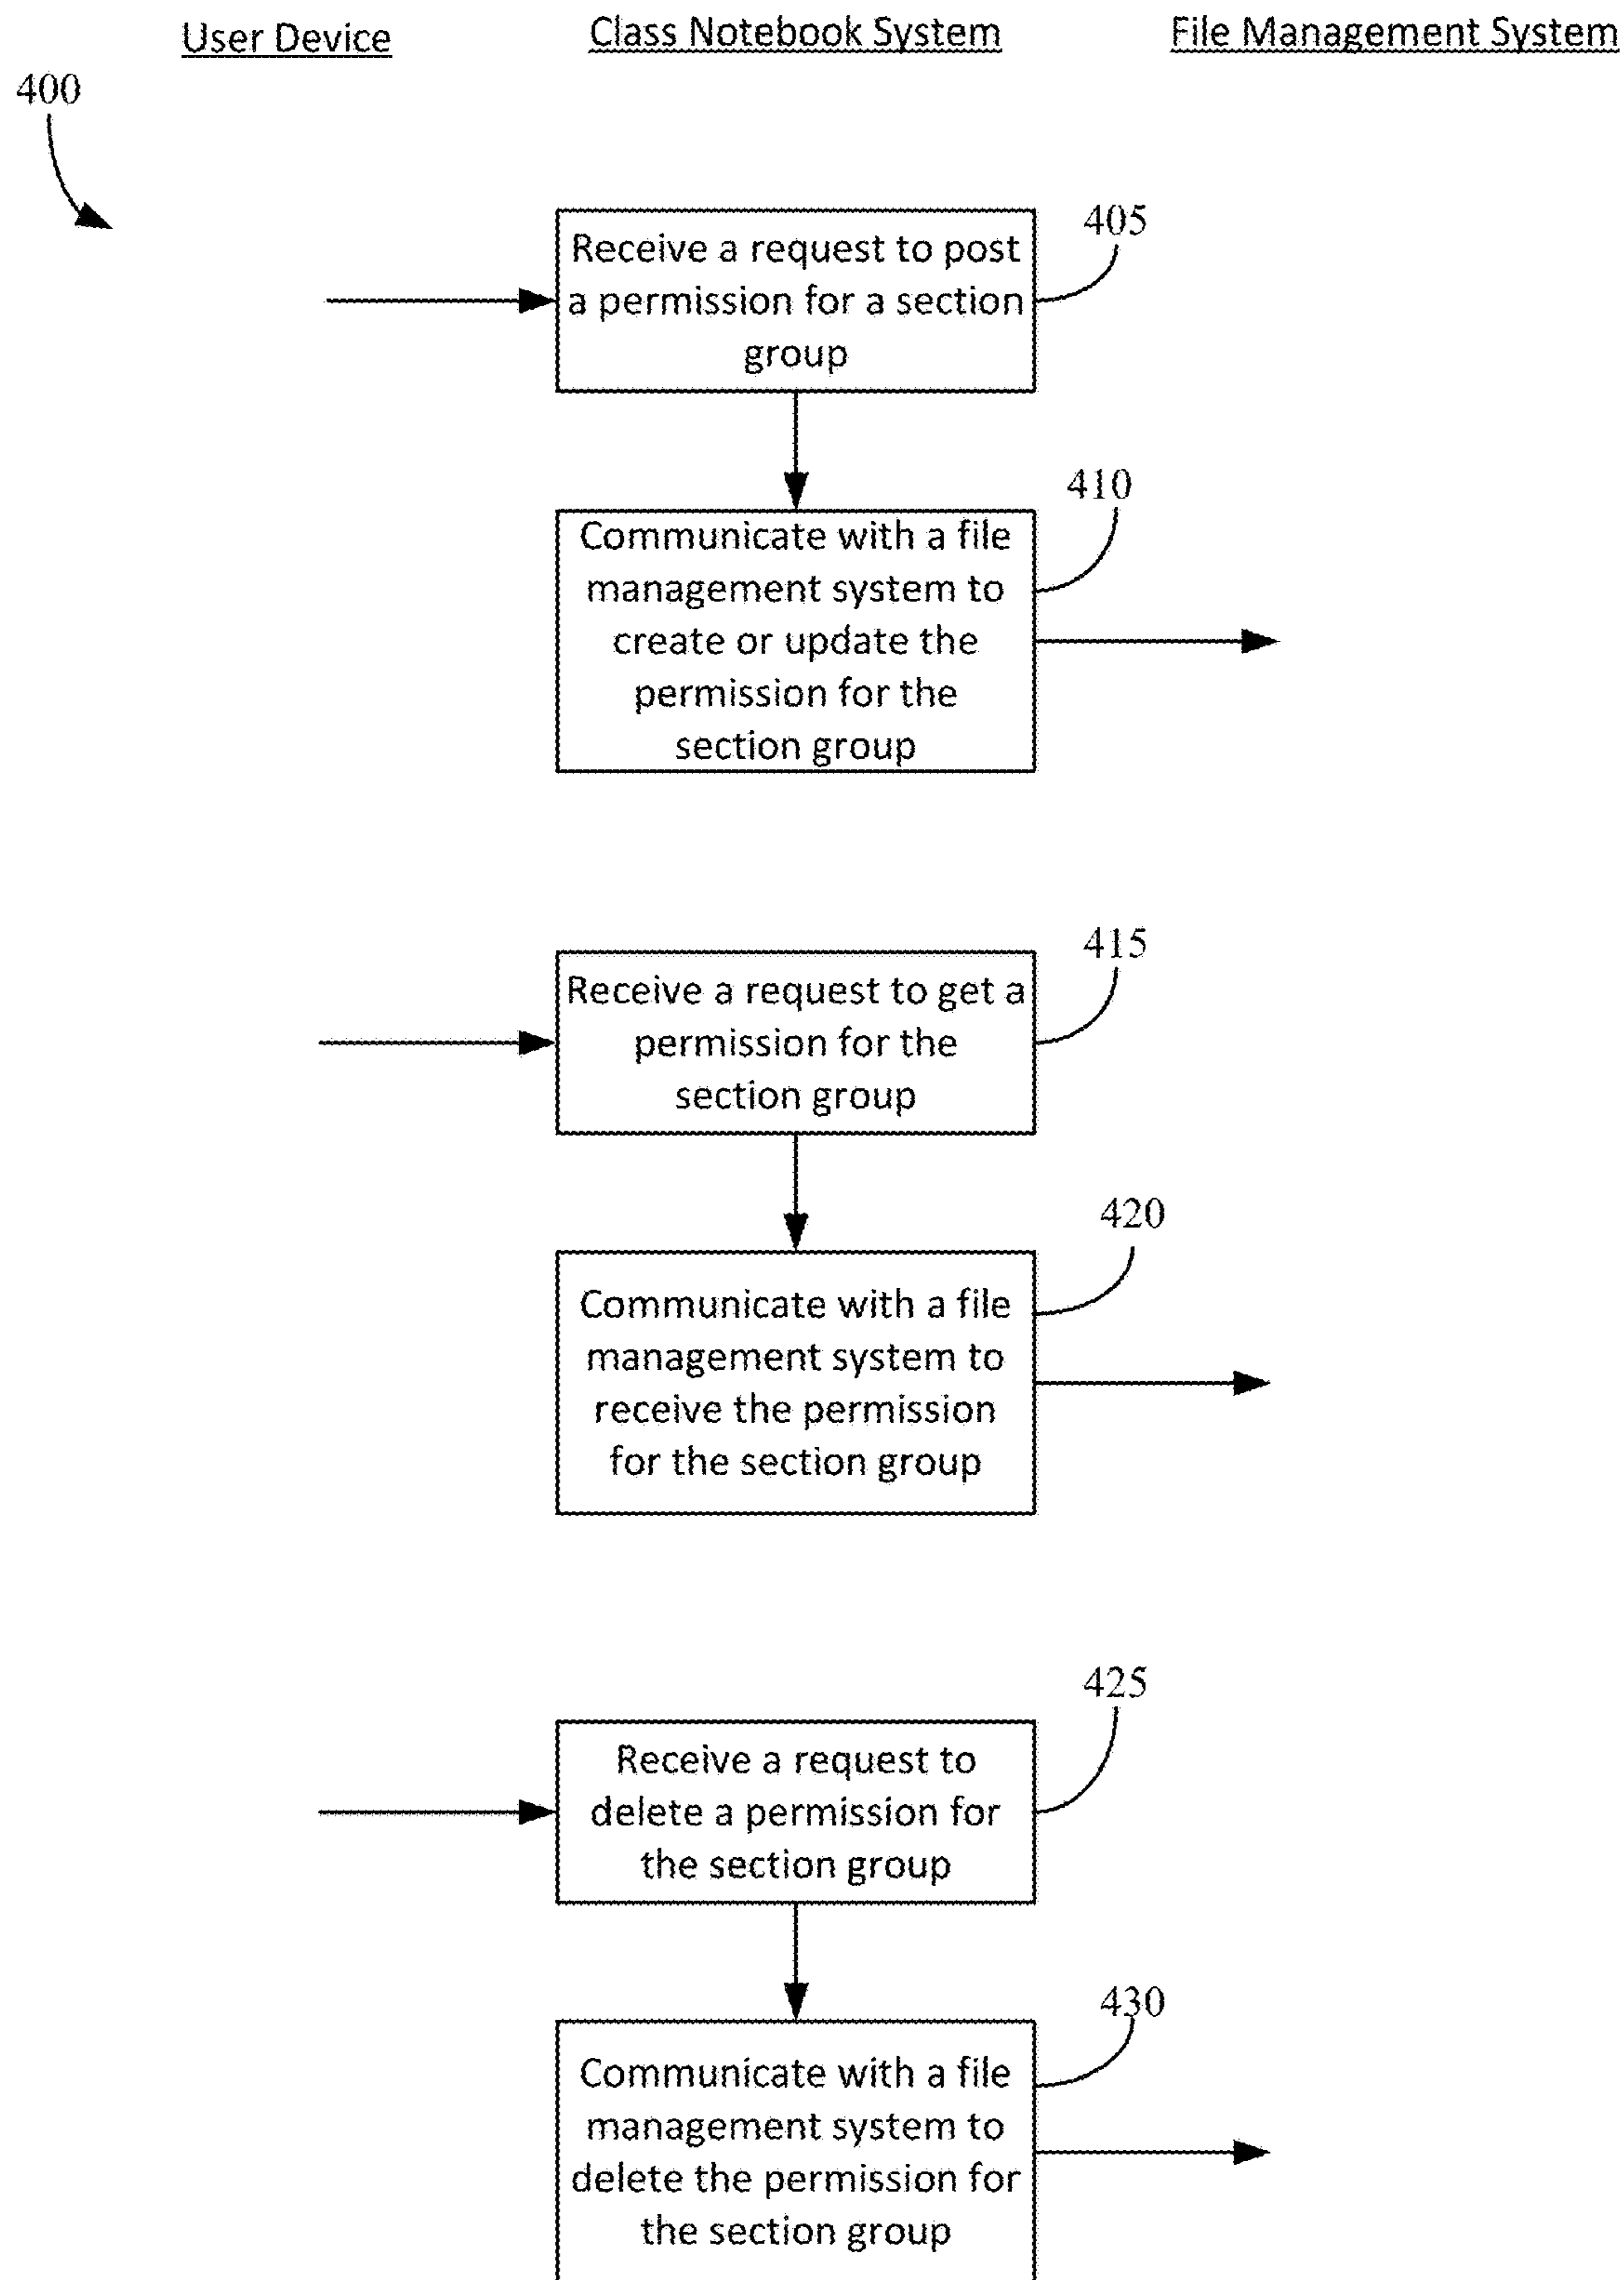 User Device
Class Notebook System
File Management System
400
405
Receive a request to post
a permission for a section
group
410
Communicate with a file
management system to
create or update the
permission for the
section group
415
Receive a request to get a
permission for the
section group
420
Communicate with a file
management system to
receive the permission
for the section group
425
Receive a request to
delete a permission for
the section group
430
Communicate with a file
management system to
delete the permission for
the section group